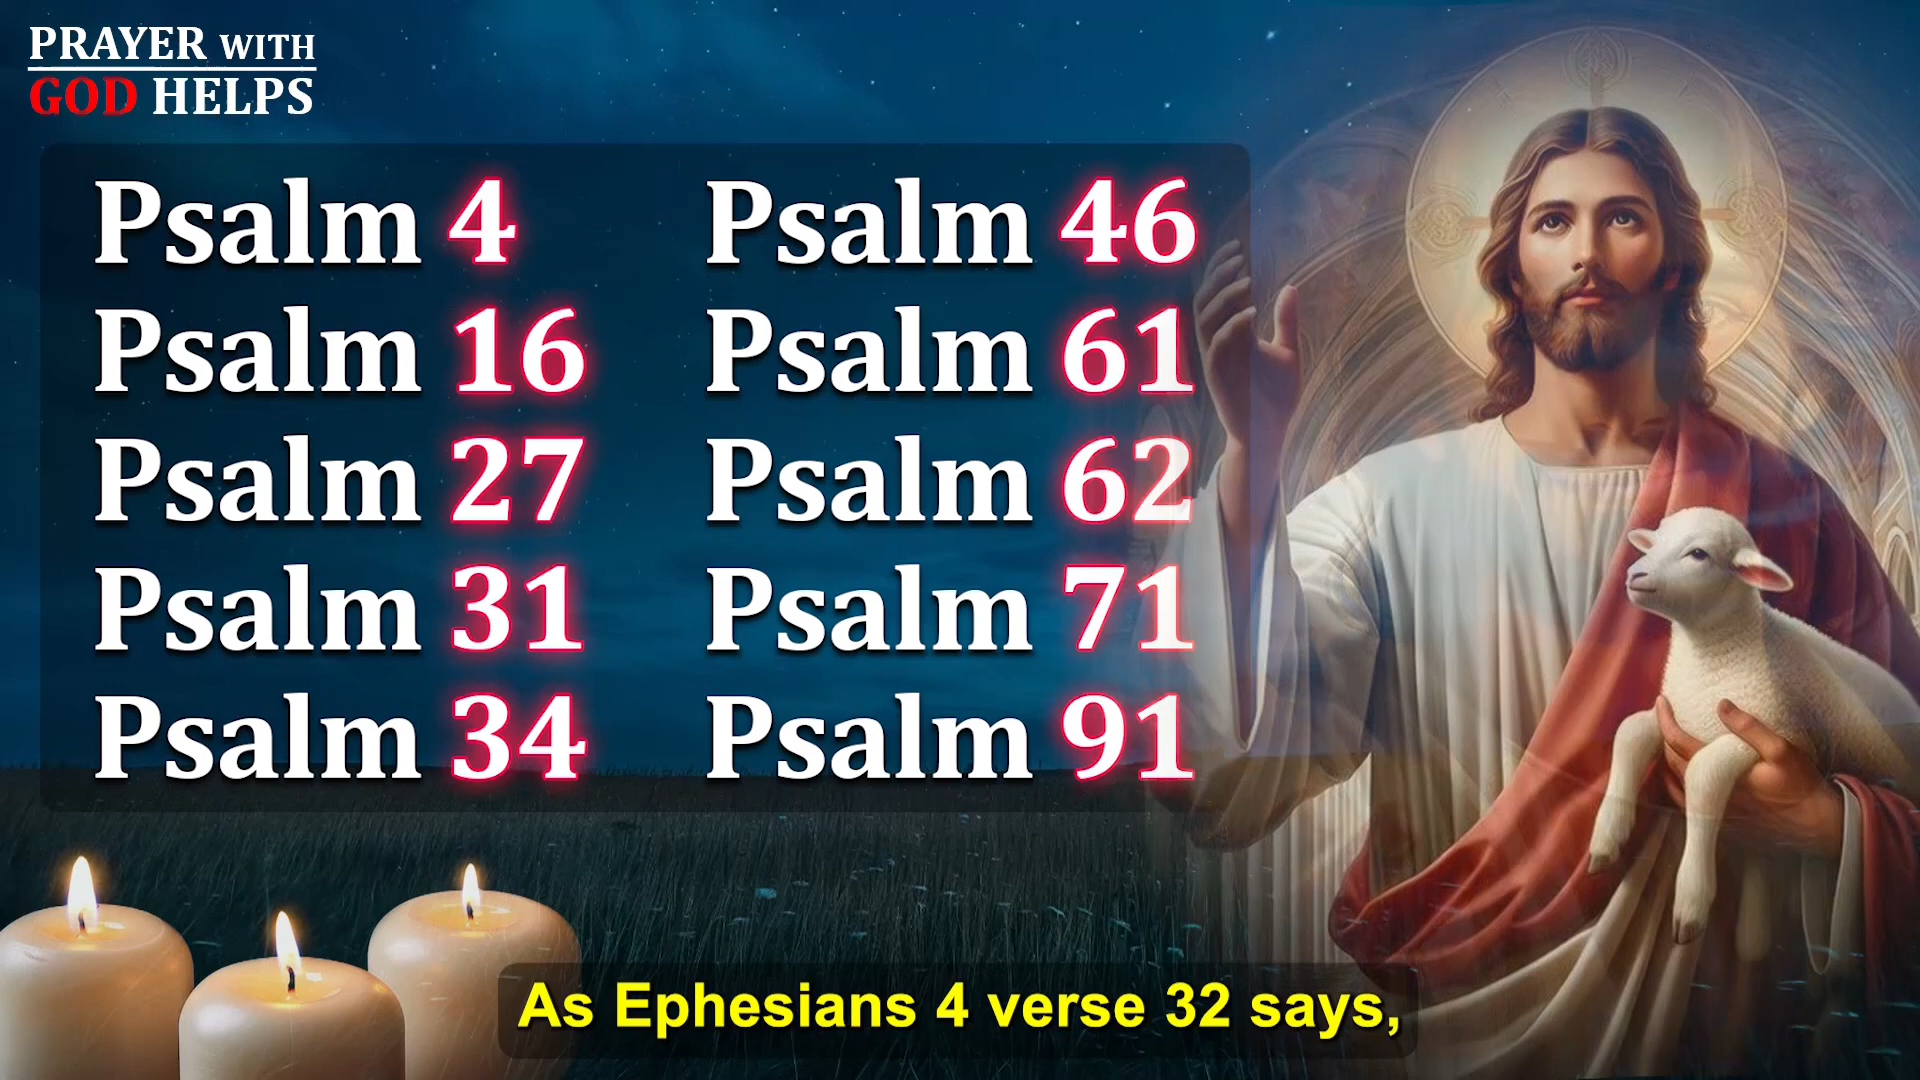 PRAYER WITH
GOD HELPS
Psalm 4
Psalm 16
Psalm 27
Psalm 31
Psalm 34
Psalm 46
Psalm 61
Psalm 62
Psalm 71
Psalm 91
As Ephesians 4 verse 32 says,